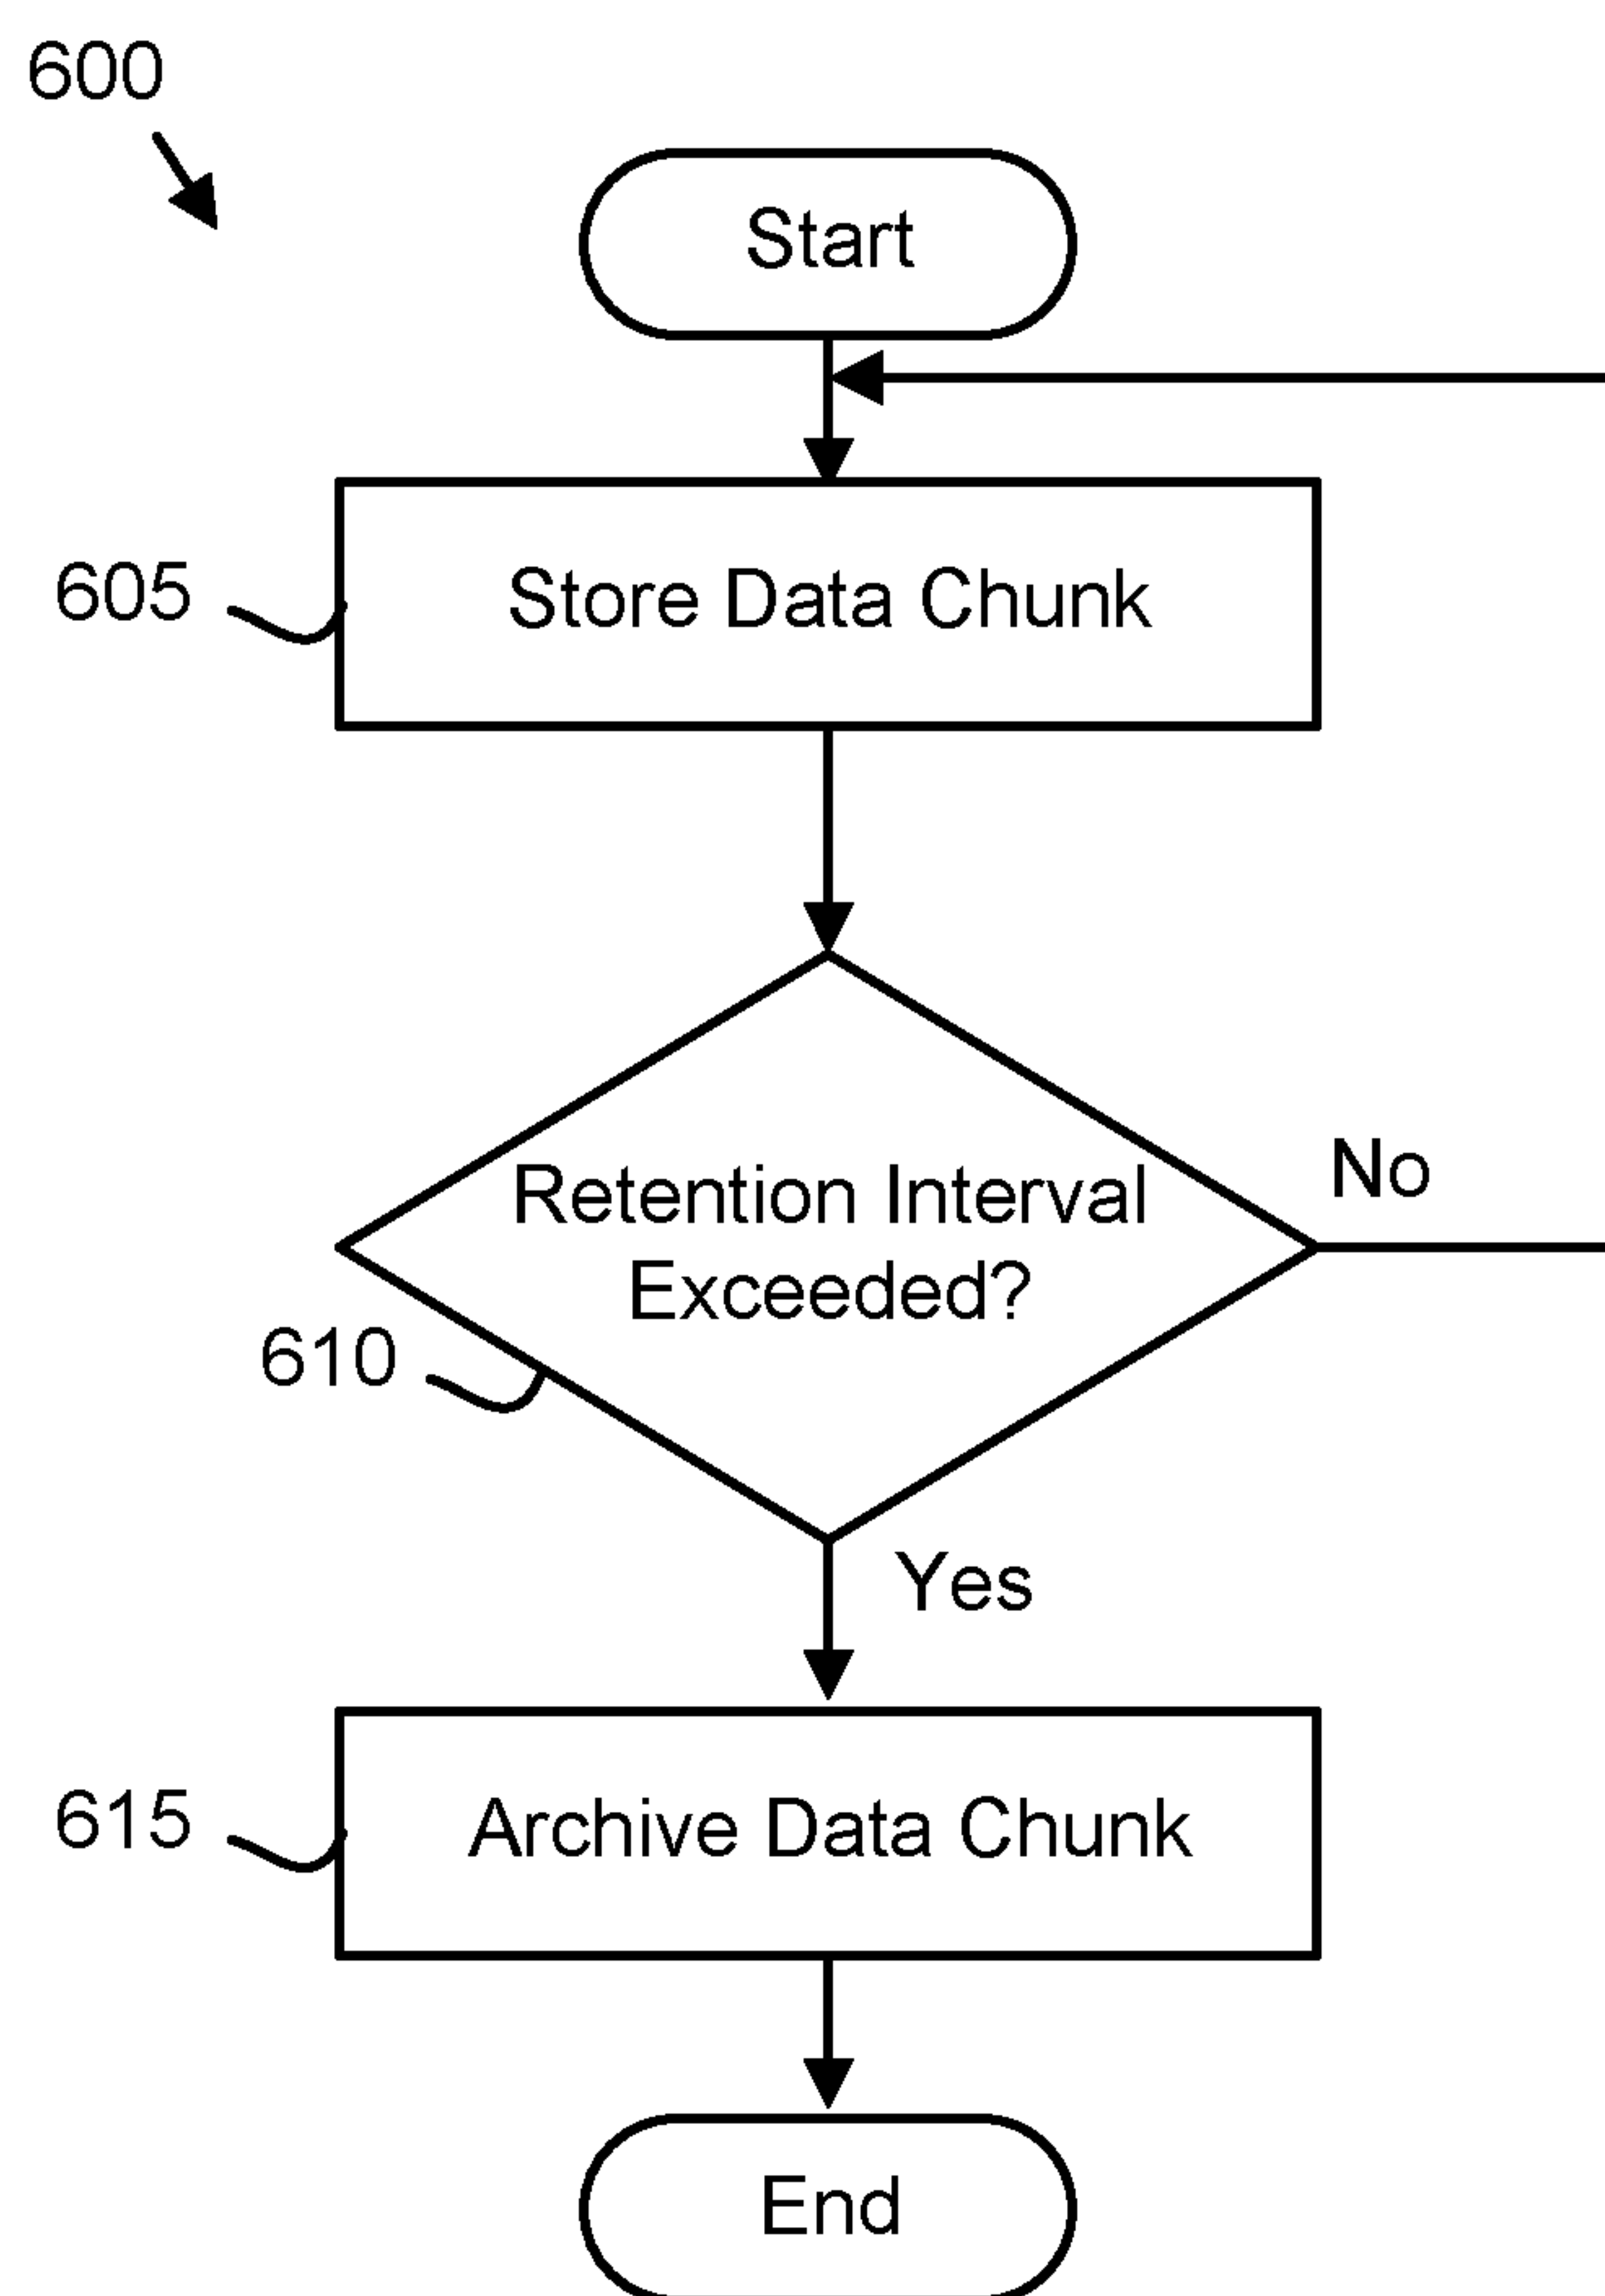 600
Start
605
Store Data Chunk
Retention Interval
Exceeded?
No
610
Yes
615
Archive Data Chunk
End